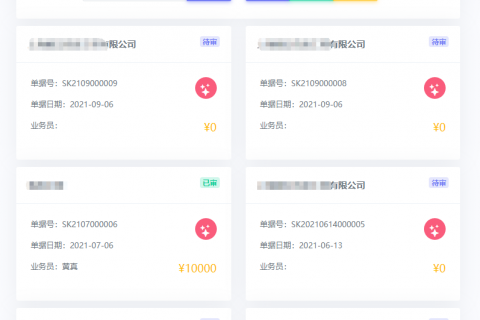 有限公司
待审
单据号：SK2109000009
单据日期：2021-09-06
业务员：
¥0
有限公司
待审
单据号：SK2109000008
单据日期：2021-09-06
业务员：
¥0
已审
单据号：SK2107000006
单据日期：2021-07-06
业务员：黄真
¥10000
有限公司
待审
单据号：SK20210614000005
单据日期：2021-06-13
业务员：
¥0